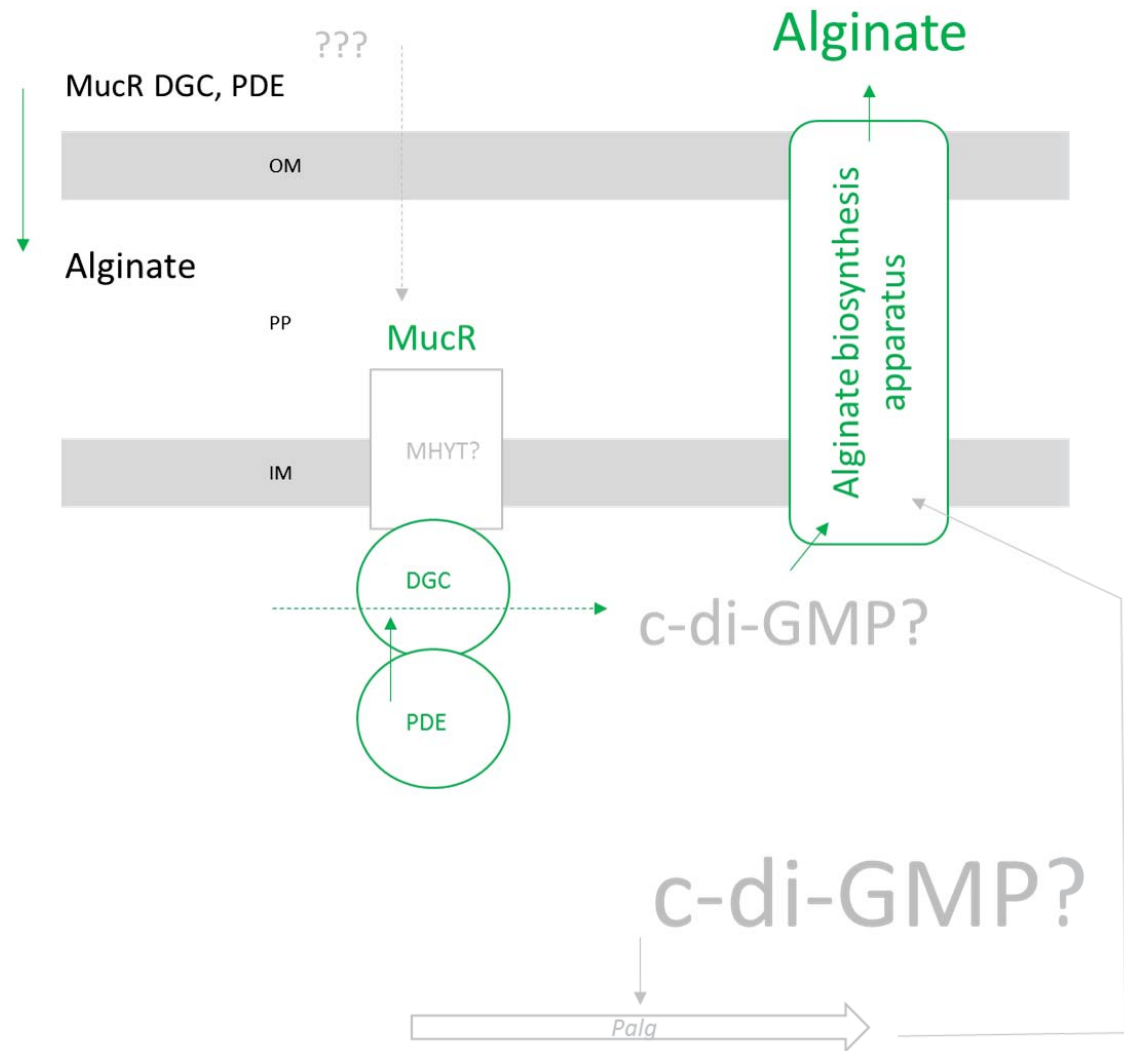 Alginate
???
MucR DGC, PDE
OM
Alginate
PP
MucR
Alginate biosynthesis
apparatus
MHYT?
IM
DGC
c-di-GMP?
PDE
c-di-GMP?
Palg